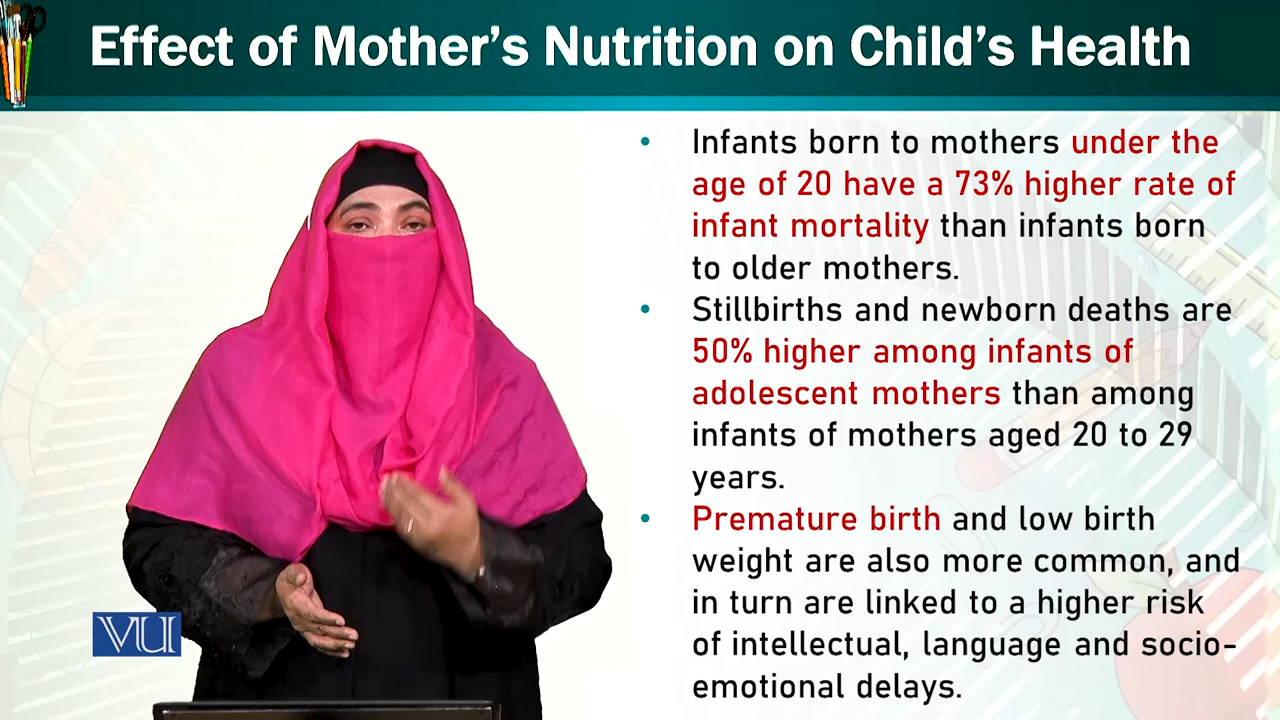 Effect of Mother's Nutrition on Child's Health
• Infants born to mothers under the
age of 20 have a 73% higher rate of
infant mortality than infants born
to older mothers.
• Stillbirths and newborn deaths are
50% higher among infants of
adolescent mothers than among
infants of mothers aged 20 to 29
years.
• Premature birth and low birth
weight are also more common, and
in turn are linked to a higher risk
of intellectual, language and socio-
emotional delays.
VU